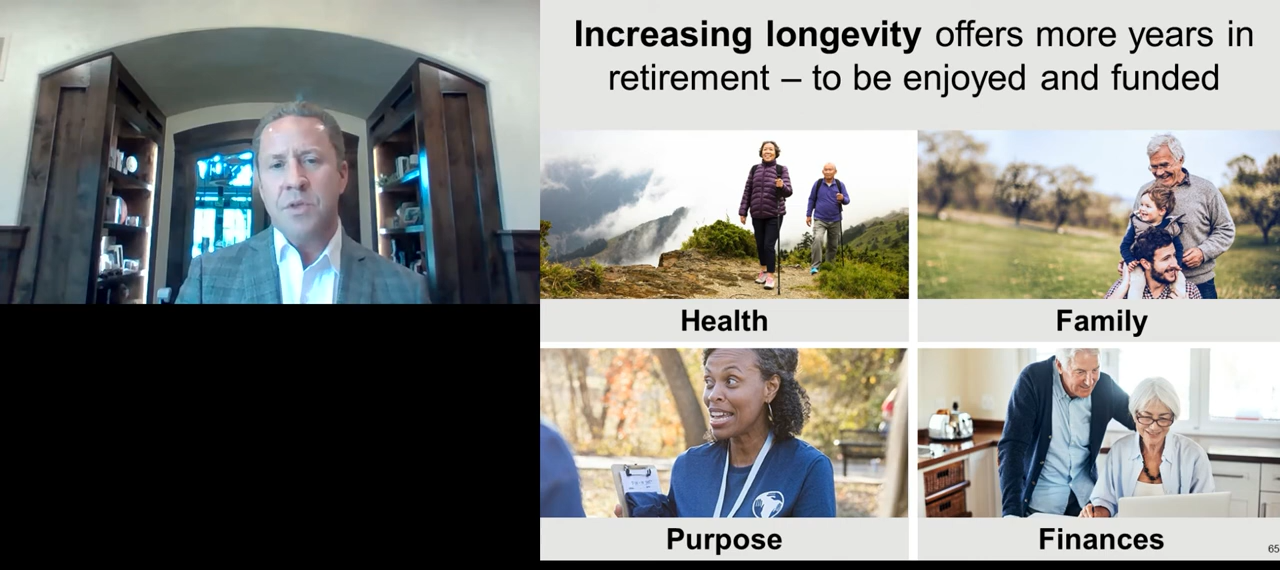 Increasing longevity offers more years in
retirement – to be enjoyed and funded
Health
Family
Purpose
Finances
65